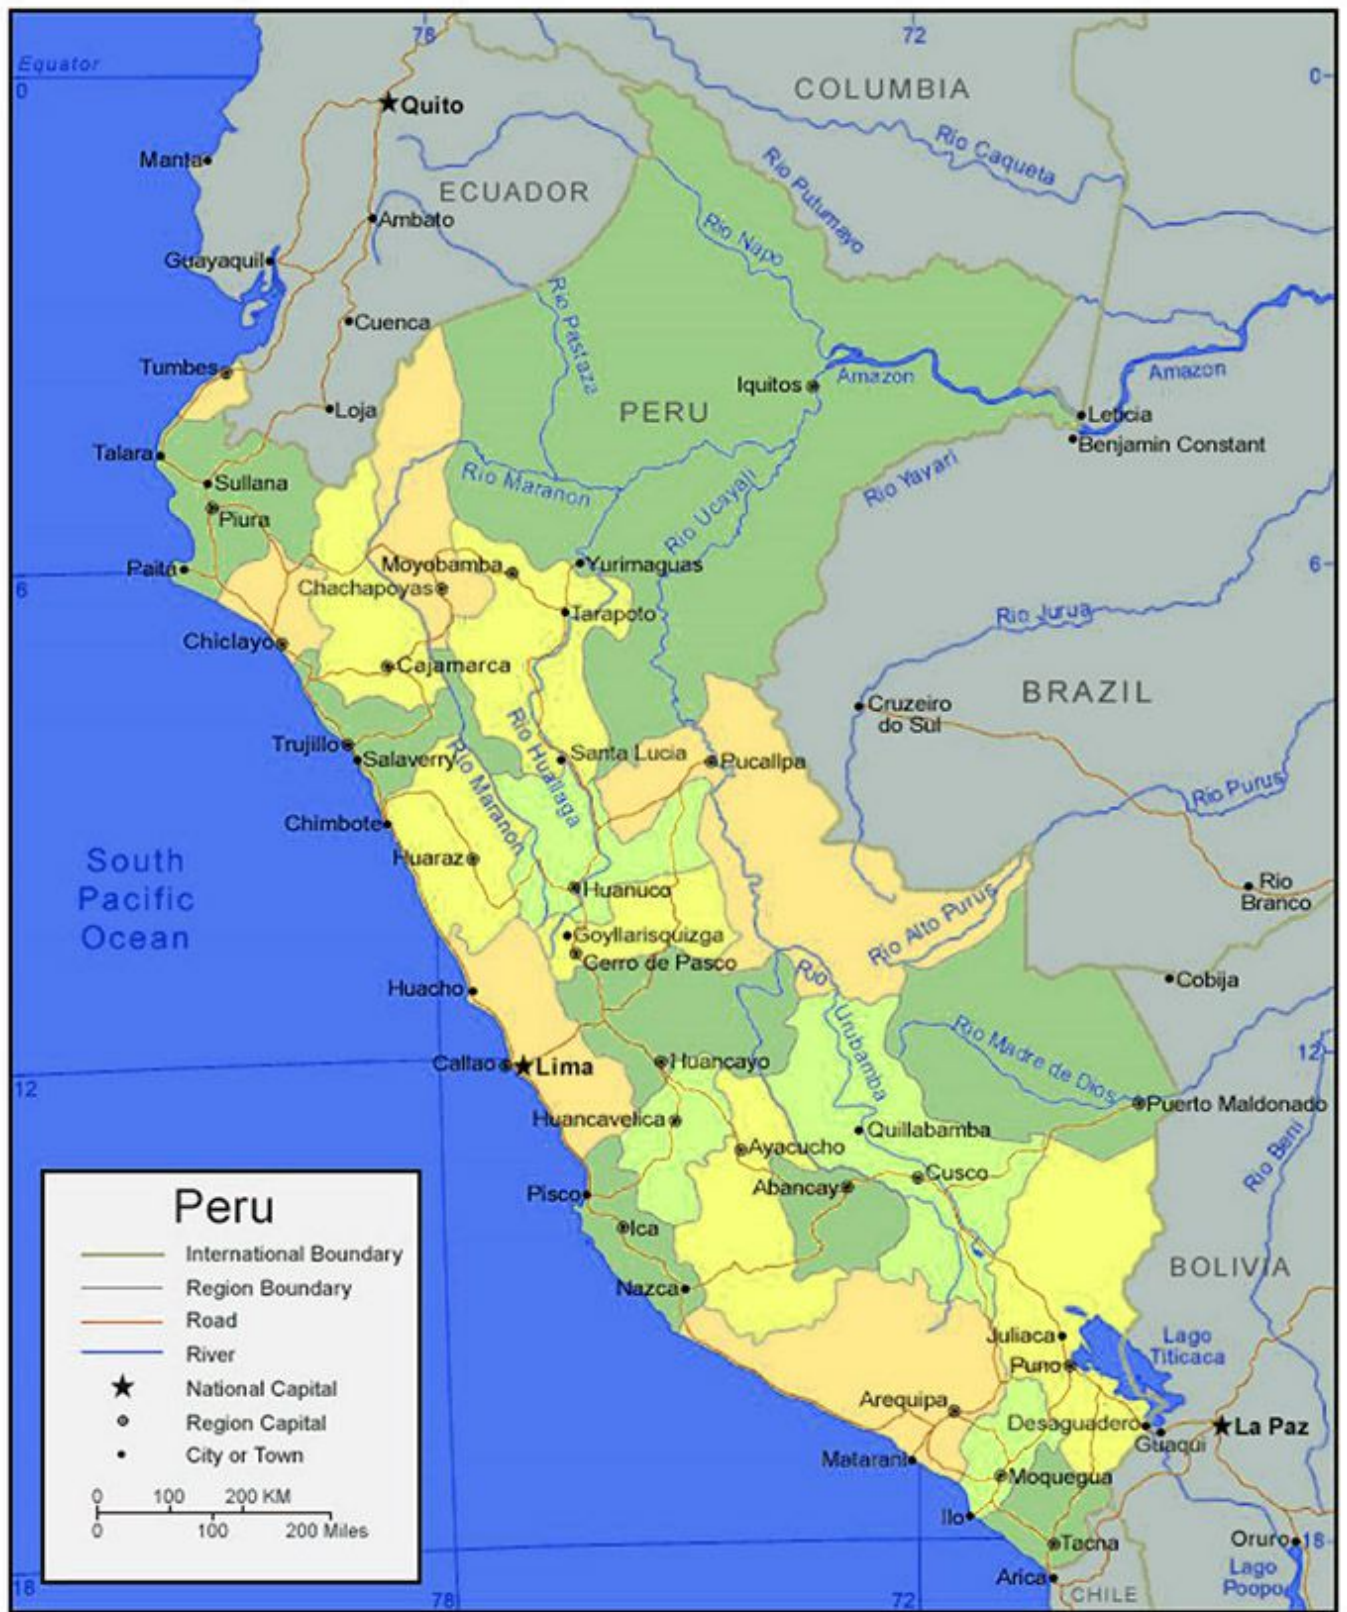 78
72
Equator
0
0
COLUMBIA
Quito
Rio Caqueta
Manta
Rio Putumayo
ECUADOR
Ambato
Rio Napo
Guayaquil
Rio Pastaza
Cuenca
Tumbes
Iquitos
Amazon
Amazon
PERU
Loja
Leticia
Benjamin Constant
Talara
Sullana
Rio Maranon
Rio Ucayali
Rio Yavari
Piura
Paita
Moyobamba
Yurimaguas
6
6
Chachapoyas
Tarapoto
Rio Jurua
Chiclayo
Cajamarca
BRAZIL
Cruzeiro
do Sul
Trujillo
Salaverry
Rio Maranon
Rio Huallaga
Santa Lucia
Pucallpa
Rio Purus
Chimbote
South
Pacific
Ocean
Huaraz
Huanuco
Rio
Branco
Rio Alto Purus
Goyllarisquizga
Cerro de Pasco
Rio
Urubamba
Cobija
Huacho
Rio Madre de Dios
Callao
Lima
Huancayo
12
12
Puerto Maldonado
Huancavelica
Quillabamba
Ayacucho
Rio Beni
Abancay
Cusco
Pisco
Ica
Nazca
BOLIVIA
Juliaca
Lago
Titicaca
Puno
Arequipa
Desaguadero
La Paz
Guaqui
Matarani
Moquegua
Ilo
Tacna
Oruro
18
Arica
CHILE
Lago
Poopo
18
78
72
Peru
International Boundary
Region Boundary
Road
River
National Capital
Region Capital
City or Town
0 100 200 KM
0 100 200 Miles